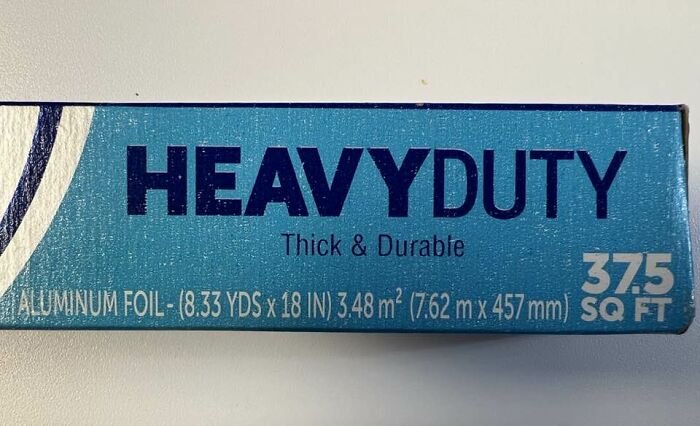 HEAVYDUTY
Thick & Durable
ALUMINUM FOIL - (8.33 YDS x 18 IN) 3.48 m² (7.62 m x 457 mm)
37.5
SQ FT